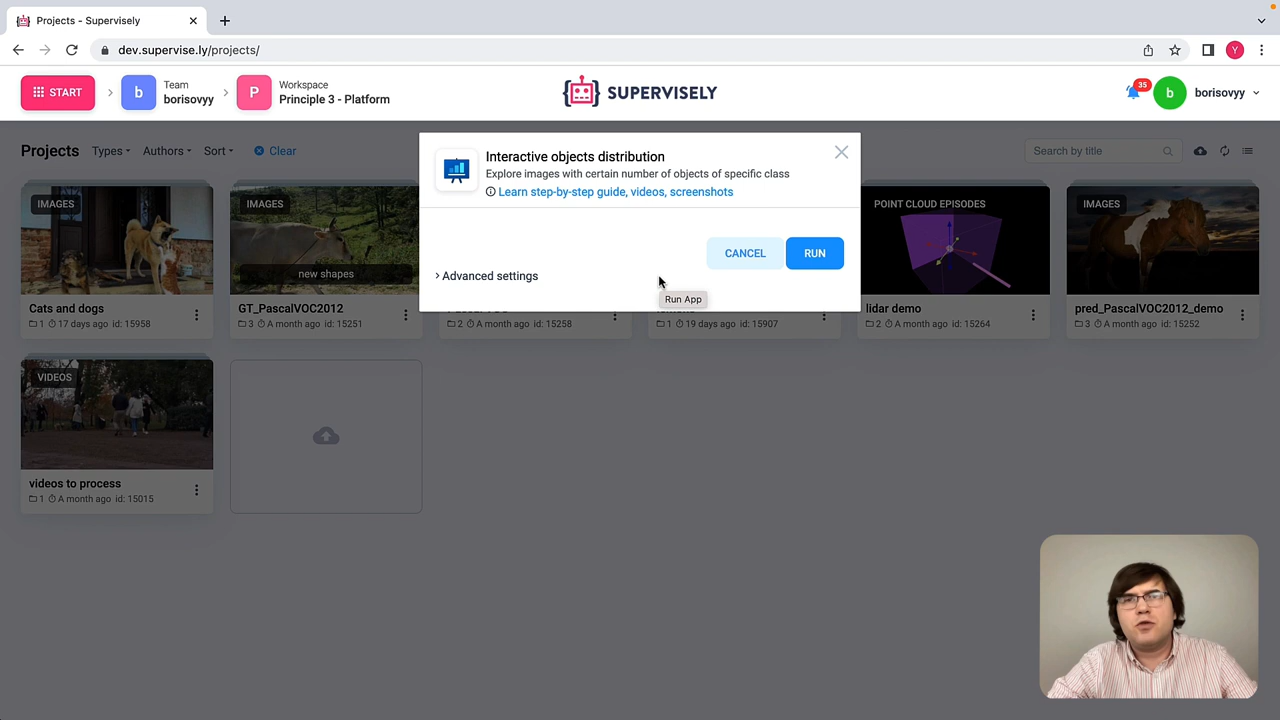 Projects - Supervisely
dev.supervise.ly/projects/
START
b
Team
borisovyy
P
Workspace
Principle 3 - Platform
SUPERVISELY
35
b
borisovyy
Y
Projects
Types
Authors
Sort
Clear
Search by title
Interactive objects distribution
Explore images with certain number of objects of specific class
Learn step-by-step guide, videos, screenshots
CANCEL
RUN
Advanced settings
Run App
IMAGES
Cats and dogs
1 17 days ago id: 15958
IMAGES
new shapes
GT_PascalVOC2012
3 A month ago id: 15251
2 A month ago id: 15258
1 19 days ago id: 15907
POINT CLOUD EPISODES
lidar demo
2 A month ago id: 15264
IMAGES
pred_PascalVOC2012_demo
3 A month ago id: 15252
VIDEOS
videos to process
1 A month ago id: 15015